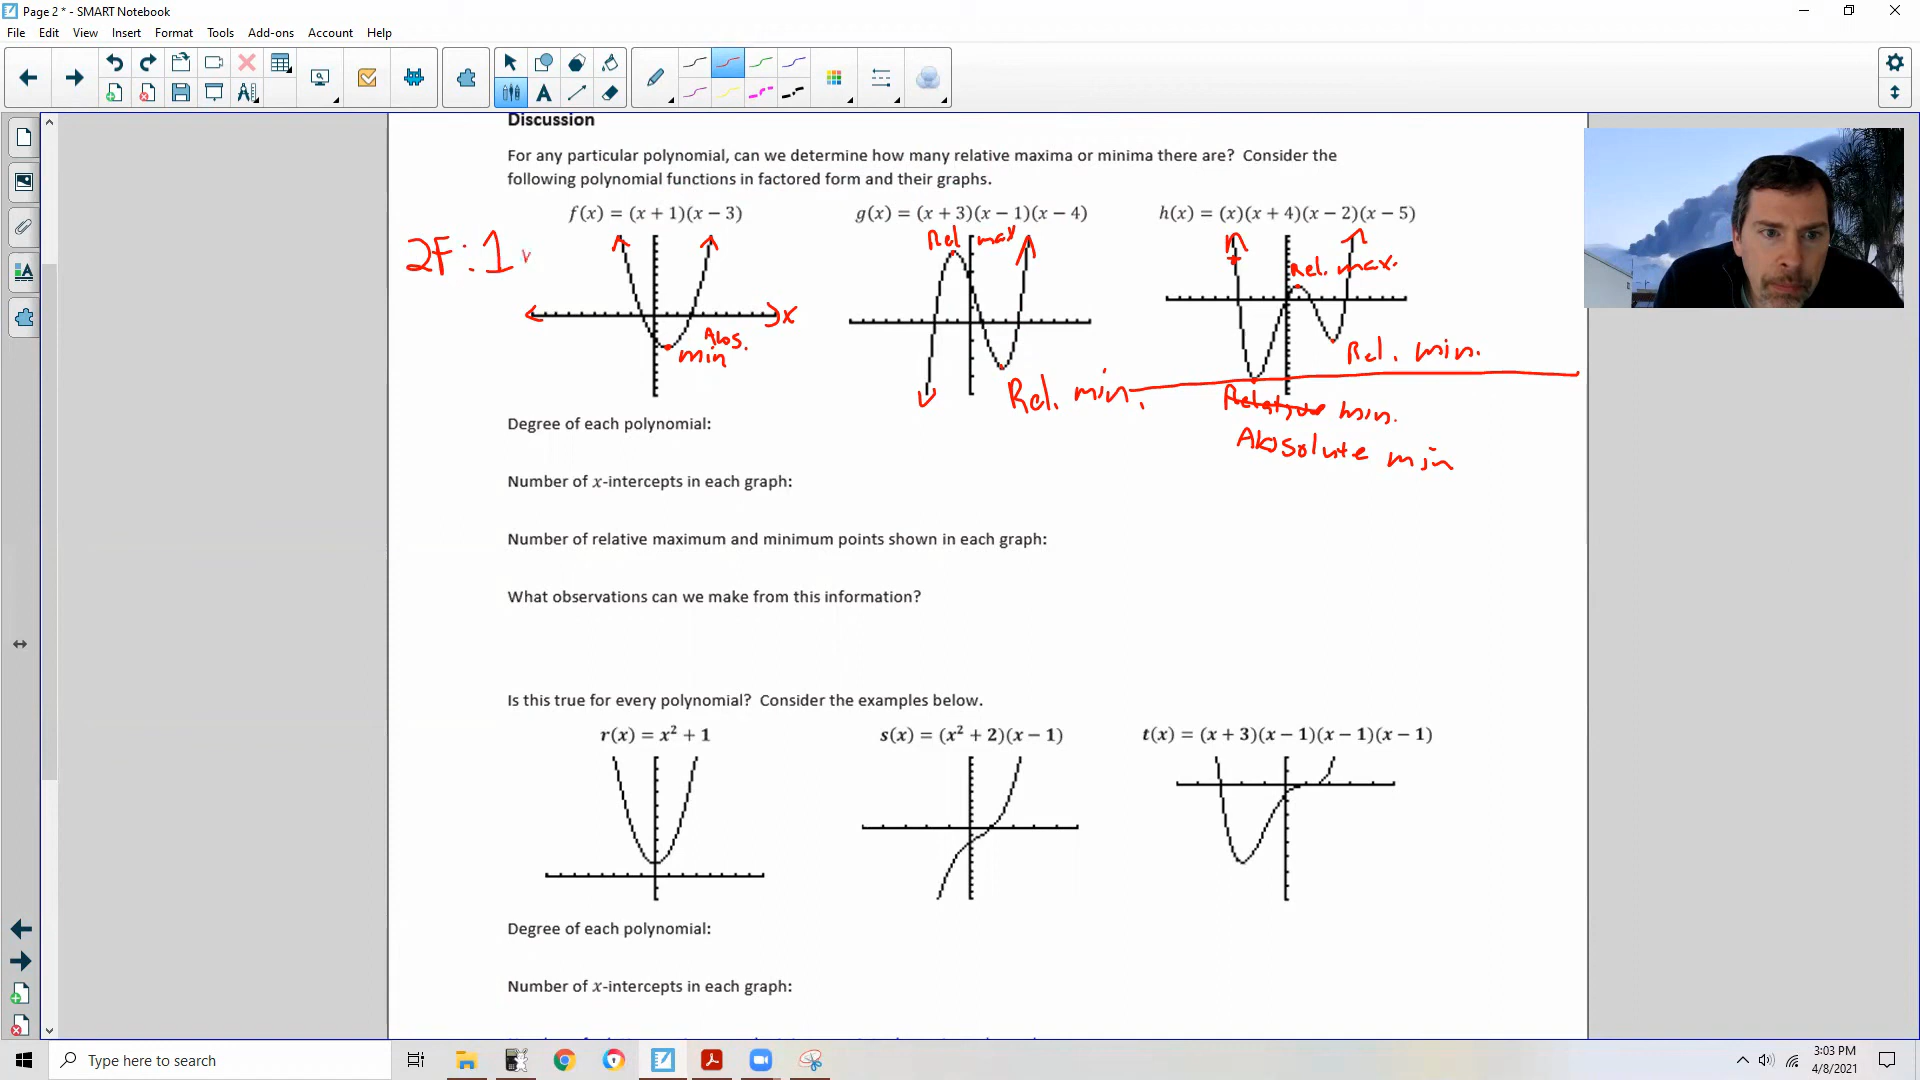 Page 2 * - SMART Notebook
File Edit View Insert Format Tools Add-ons Account Help
Discussion
For any particular polynomial, can we determine how many relative maxima or minima there are? Consider the
following polynomial functions in factored form and their graphs.
f(x) = (x + 1)(x − 3) g(x) = (x + 3)(x − 1)(x − 4) h(x) = (x)(x + 4)(x − 2)(x − 5)
2F: 1
Rel max
Rel. max.
x
Abs.
min
Rel. min.
Rel. min.
Relative min.
Absolute min
Degree of each polynomial:
Number of x-intercepts in each graph:
Number of relative maximum and minimum points shown in each graph:
What observations can we make from this information?
Is this true for every polynomial? Consider the examples below.
r(x) = x² + 1 s(x) = (x² + 2)(x − 1) t(x) = (x + 3)(x − 1)(x − 1)(x − 1)
Degree of each polynomial:
Number of x-intercepts in each graph:
Type here to search
3:03 PM
4/8/2021